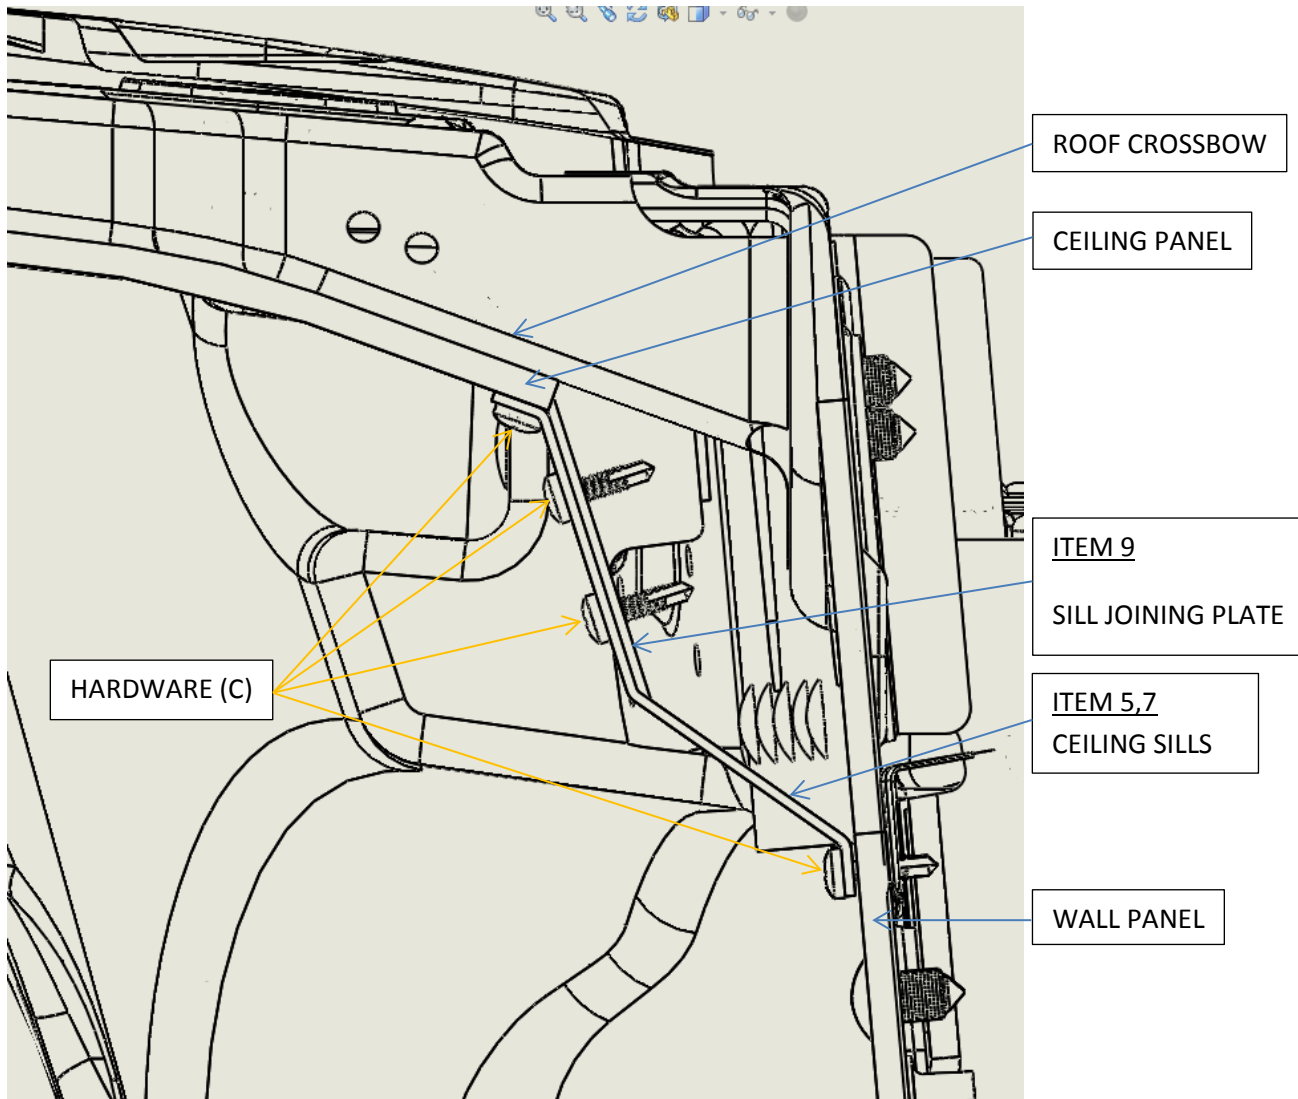 ROOF CROSSBOW
CEILING PANEL
ITEM 9
SILL JOINING PLATE
HARDWARE (C)
ITEM 5,7
CEILING SILLS
WALL PANEL